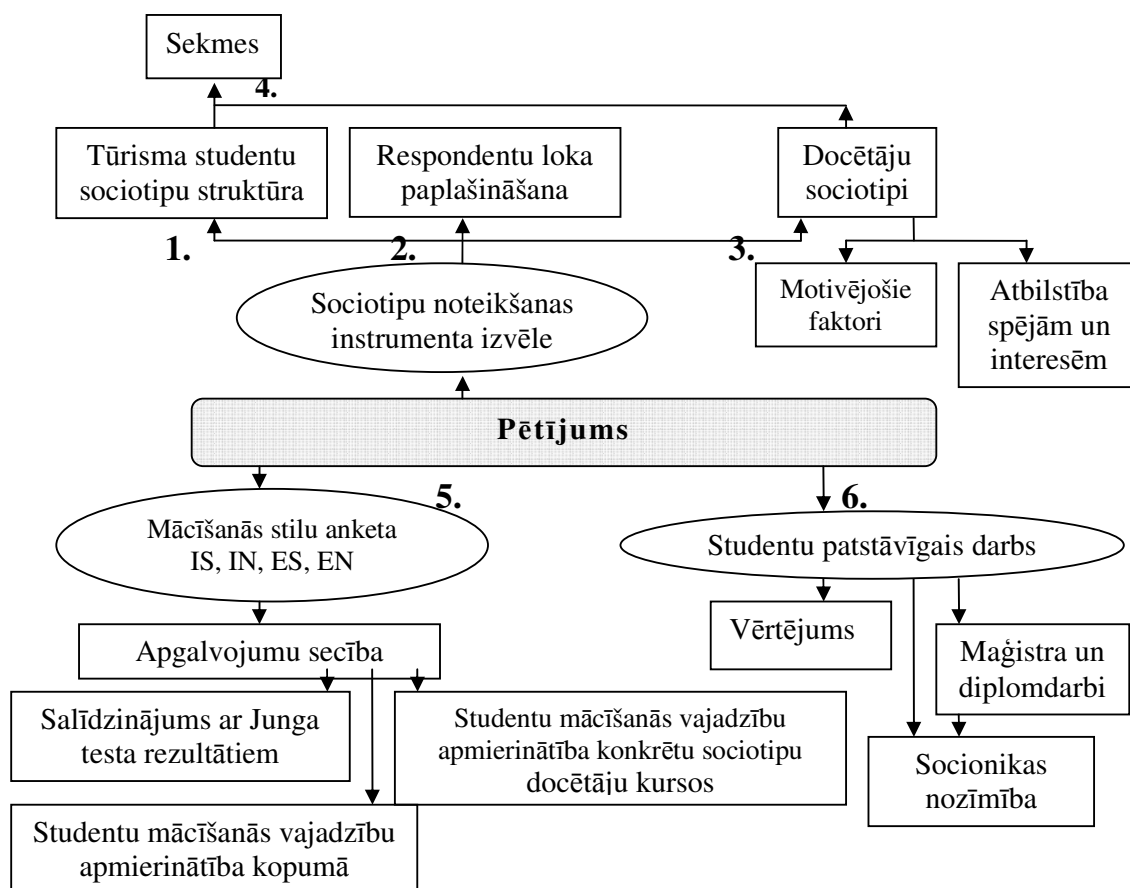 Sekmes
4.
Tūrisma studentu
sociotipu struktūra
Respondentu loka
paplašināšana
Docētāju
sociotipi
1.
2.
3.
Sociotipu noteikšanas
instrumenta izvēle
Motivējošie
faktori
Atbilstība
spējām un
interesēm
Pētījums
5.
6.
Mācīšanās stilu anketa
IS, IN, ES, EN
Studentu patstāvīgais darbs
Apgalvojumu secība
Vērtējums
Maģistra un
diplomdarbi
Salīdzinājums ar Junga
testa rezultātiem
Studentu mācīšanās vajadzību
apmierinātība konkrētu sociotipu
docētāju kursos
Socionikas
nozīmība
Studentu mācīšanās vajadzību
apmierinātība kopumā